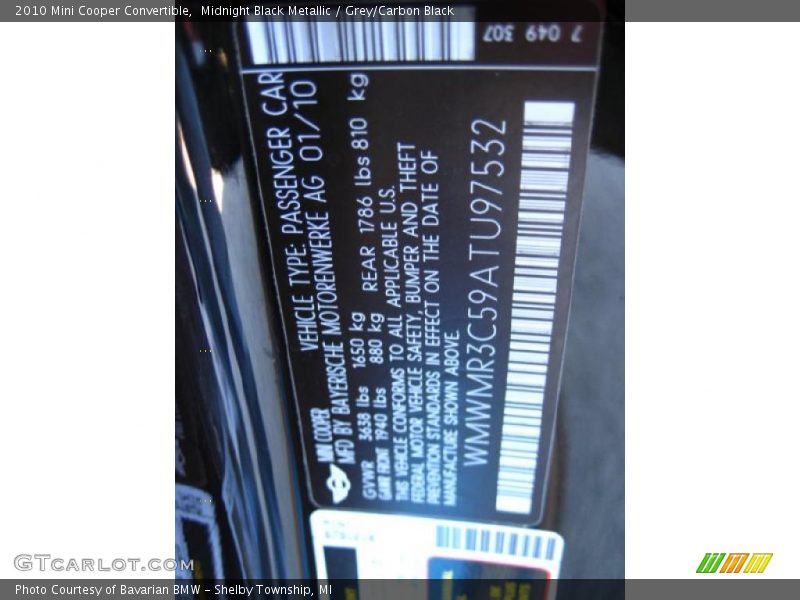 2010 Mini Cooper Convertible,  Midnight Black Metallic / Grey/Carbon Black
7 049 307
VEHICLE TYPE: PASSENGER CAR
MINI COOPER
MFD BY BAYERISCHE MOTORENWERKE AG 01/10
GVWR 3638 lbs 1650 kg
GAWR FRONT 1940 lbs 880 kg REAR 1786 lbs 810 kg
THIS VEHICLE CONFORMS TO ALL APPLICABLE U.S.
FEDERAL MOTOR VEHICLE SAFETY, BUMPER AND THEFT
PREVENTION STANDARDS IN EFFECT ON THE DATE OF
MANUFACTURE SHOWN ABOVE.
WMWMR3C59ATU97532
GTCarLot.com
Photo Courtesy of Bavarian BMW – Shelby Township, MI